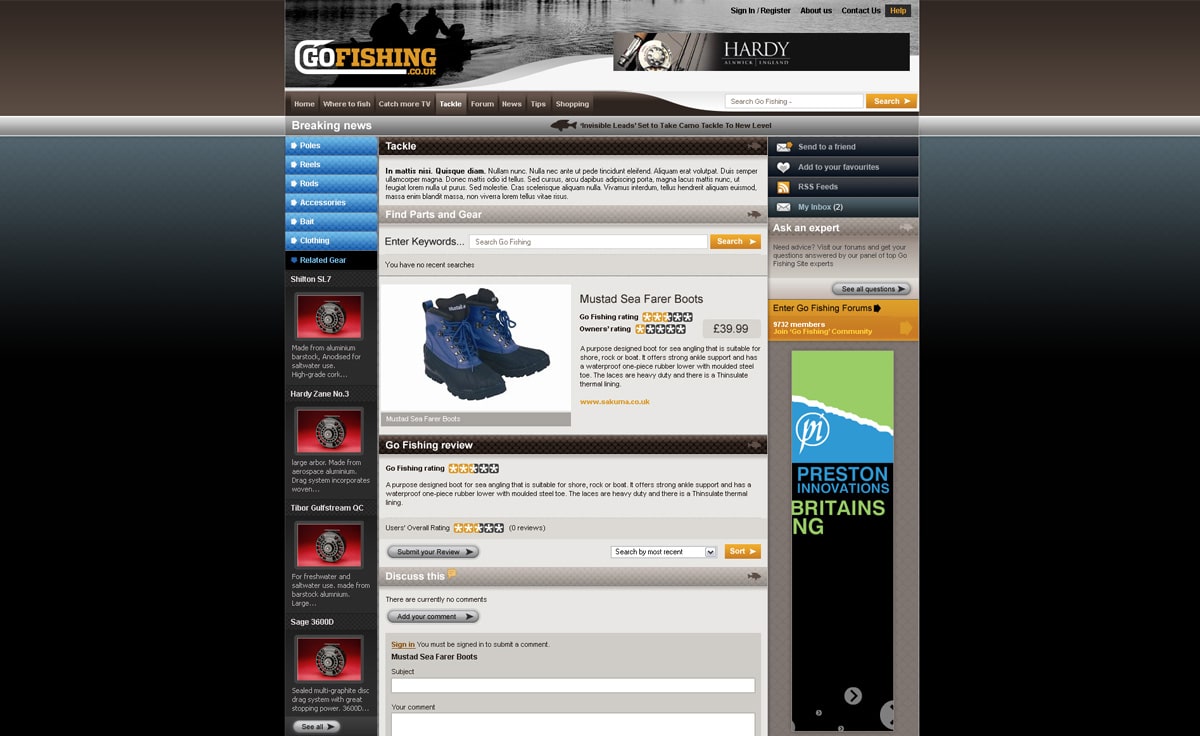 Sign In / Register About us Contact Us Help
GOFISHING
.CO.UK
HARDY
ALNWICK | ENGLAND
Home Where to fish Catch more TV Tackle Forum News Tips Shopping
Search Go Fishing - Search
Breaking news
'Invisible Leads' Set to Take Camo Tackle To New Level
Poles
Reels
Rods
Accessories
Bait
Clothing
Related Gear
Shilton SL7
Made from aluminium
barstock, Anodised for
saltwater use.
High-grade cork...
Hardy Zane No.3
large arbor. Made from
aerospace aluminium.
Drag system incorporates
woven...
Tibor Gulfstream QC
For freshwater and
saltwater use. made from
barstock alumnium.
Large...
Sage 3600D
Sealed multi-graphite disc
drag system with great
stopping power. 3600D...
See all
Tackle
In mattis nisi. Quisque diam. Nullam nunc. Nulla nec ante ut pede tincidunt eleifend. Aliquam erat volutpat. Duis semper
ullamcorper magna. Donec mattis odio id tellus. Sed cursus, arcu dapibus adipiscing porta, magna lacus mattis nunc, ut
feugiat lorem nulla ut purus. Sed molestie. Cras scelerisque aliquam nulla. Vivamus interdum, tellus hendrerit aliquam euismod,
massa enim blandit massa, non viverra lorem tellus vitae risus.
Find Parts and Gear
Enter Keywords... Search Go Fishing Search
You have no recent searches
Mustad Sea Farer Boots
Mustad Sea Farer Boots
Go Fishing rating
Owners' rating
£39.99
A purpose designed boot for sea angling that is suitable for
shore, rock or boat. It offers strong ankle support and has
a waterproof one-piece rubber lower with moulded steel
toe. The laces are heavy duty and there is a Thinsulate
thermal lining.
www.sakuma.co.uk
Go Fishing review
Go Fishing rating
A purpose designed boot for sea angling that is suitable for shore, rock or boat. It offers strong ankle support and has a
waterproof one-piece rubber lower with moulded steel toe. The laces are heavy duty and there is a Thinsulate thermal
lining.
Users' Overall Rating (0 reviews)
Submit your Review Search by most recent Sort
Discuss this
There are currently no comments
Add your comment
Sign in You must be signed in to submit a comment.
Mustad Sea Farer Boots
Subject
Your comment
Send to a friend
Add to your favourites
RSS Feeds
My Inbox (2)
Ask an expert
Need advice? Visit our forums and get your
questions answered by our panel of top Go
Fishing Site experts
See all questions
Enter Go Fishing Forums
9732 members
Join 'Go Fishing' Community
PRESTON
INNOVATIONS
BRITAINS
NG